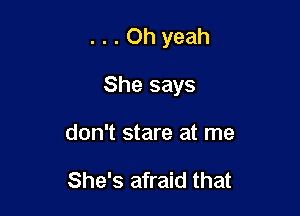 . . . Oh yeah
She says
don't stare at me
She's afraid that